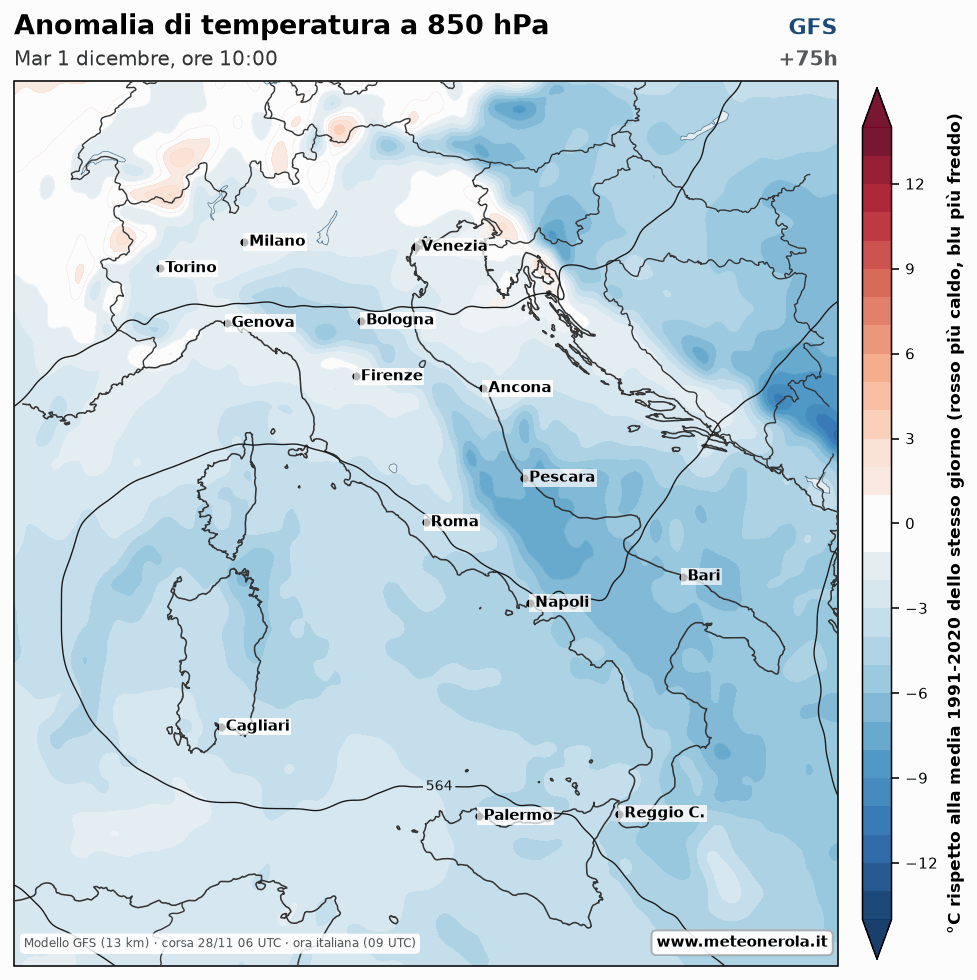 Anomalia di temperatura a 850 hPa
GFS
Mar 1 dicembre, ore 10:00
+75h
Milano
Venezia
Torino
Genova
Bologna
Firenze
Ancona
Pescara
Roma
Bari
Napoli
Cagliari
564
Palermo
Reggio C.
Modello GFS (13 km) · corsa 28/11 06 UTC · ora italiana (09 UTC)
www.meteonerola.it
12
9
6
3
0
−3
−6
−9
−12
°C rispetto alla media 1991-2020 dello stesso giorno (rosso più caldo, blu più freddo)